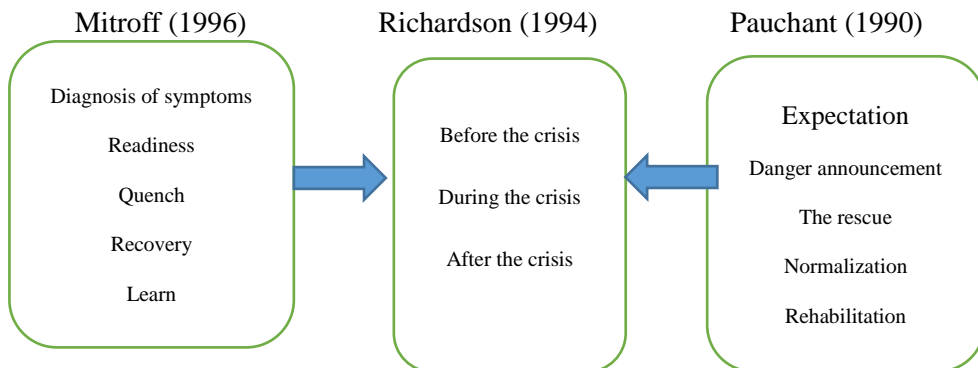 Mitroff (1996)
Diagnosis of symptoms
Readiness
Quench
Recovery
Learn
Richardson (1994)
Before the crisis
During the crisis
After the crisis
Pauchant (1990)
Expectation
Danger announcement
The rescue
Normalization
Rehabilitation